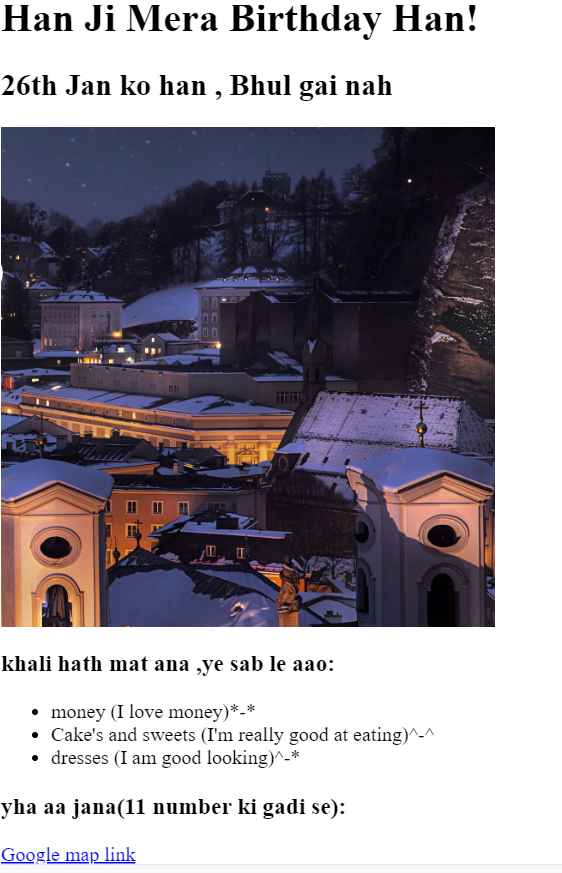 Han Ji Mera Birthday Han!
26th Jan ko han , Bhul gai nah
khali hath mat ana ,ye sab le aao:
money (I love money)*-*
Cake's and sweets (I'm really good at eating)^-^
dresses (I am good looking)^-*
yha aa jana(11 number ki gadi se):
Google map link